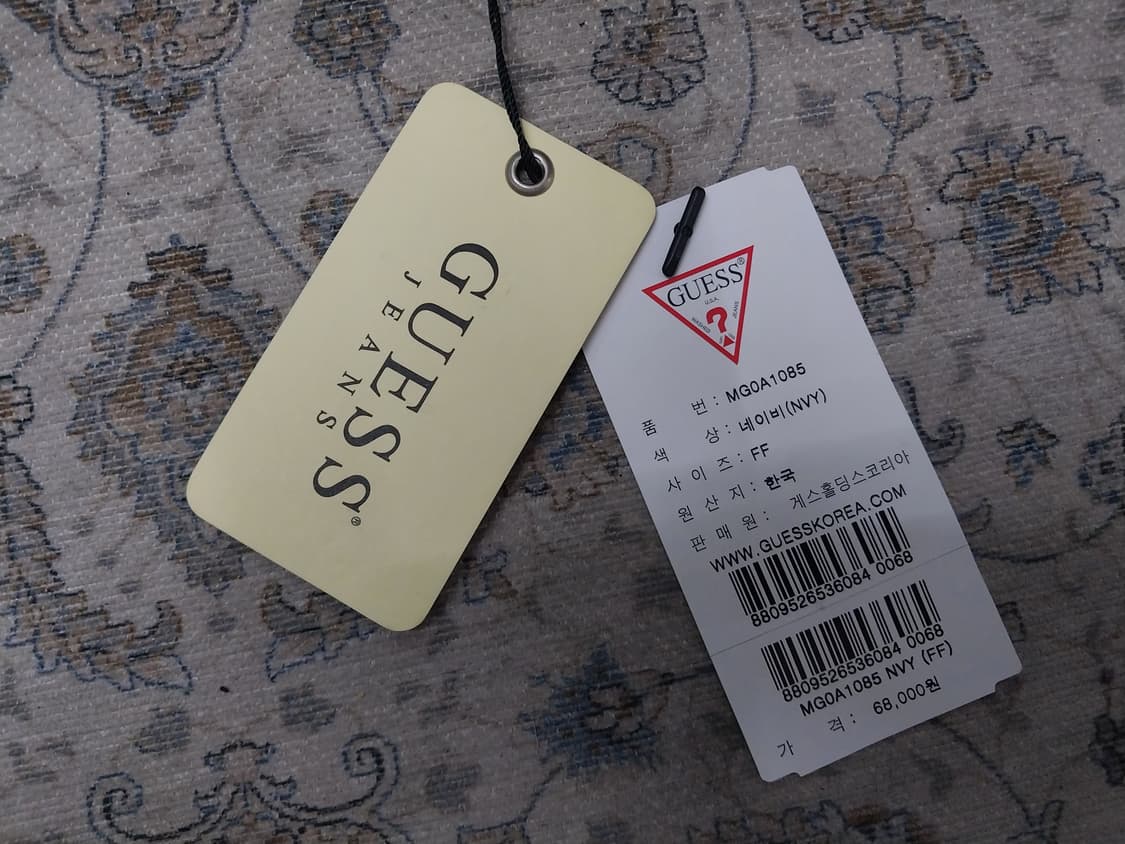 GUESS
JEANS
®
GUESS®
U.S.A.
WASHED
?
JEANS
품 번 : MG0A1085
색 상 : 네이비(NVY)
사 이 즈 : FF
원 산 지 : 한국
판 매 원 : 게스홀딩스코리아
WWW.GUESSKOREA.COM
8809526536084 0068
8809526536084 0068
MG0A1085 NVY (FF)
가 격 : 68,000원